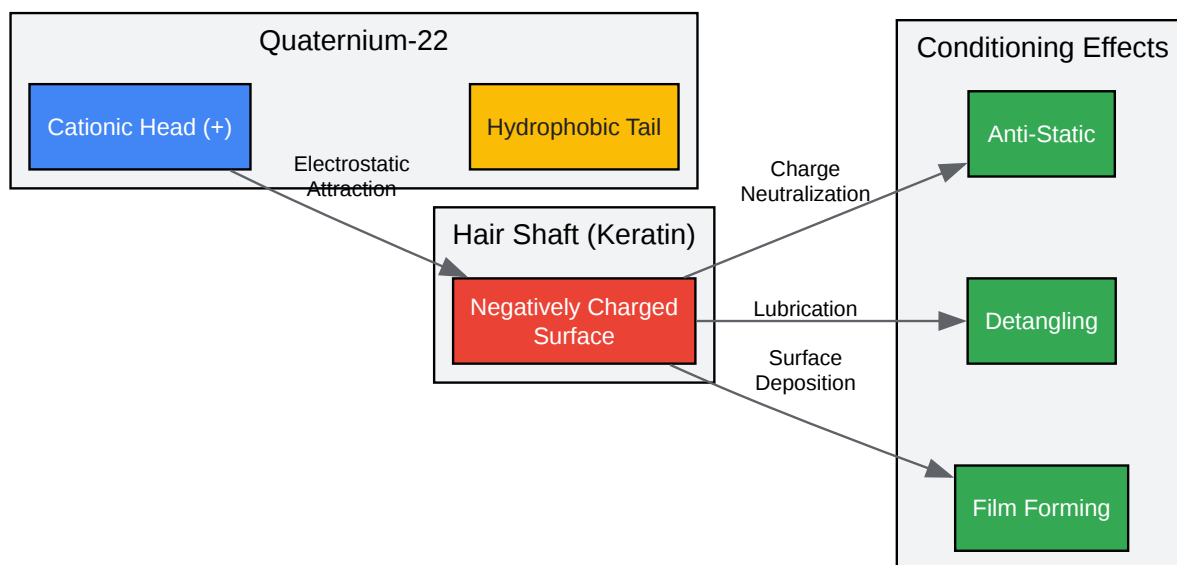 Quaternium-22
Cationic Head (+)
Hydrophobic Tail
Electrostatic
Attraction
Hair Shaft (Keratin)
Negatively Charged
Surface
Charge
Neutralization
Lubrication
Surface
Deposition
Conditioning Effects
Anti-Static
Detangling
Film Forming